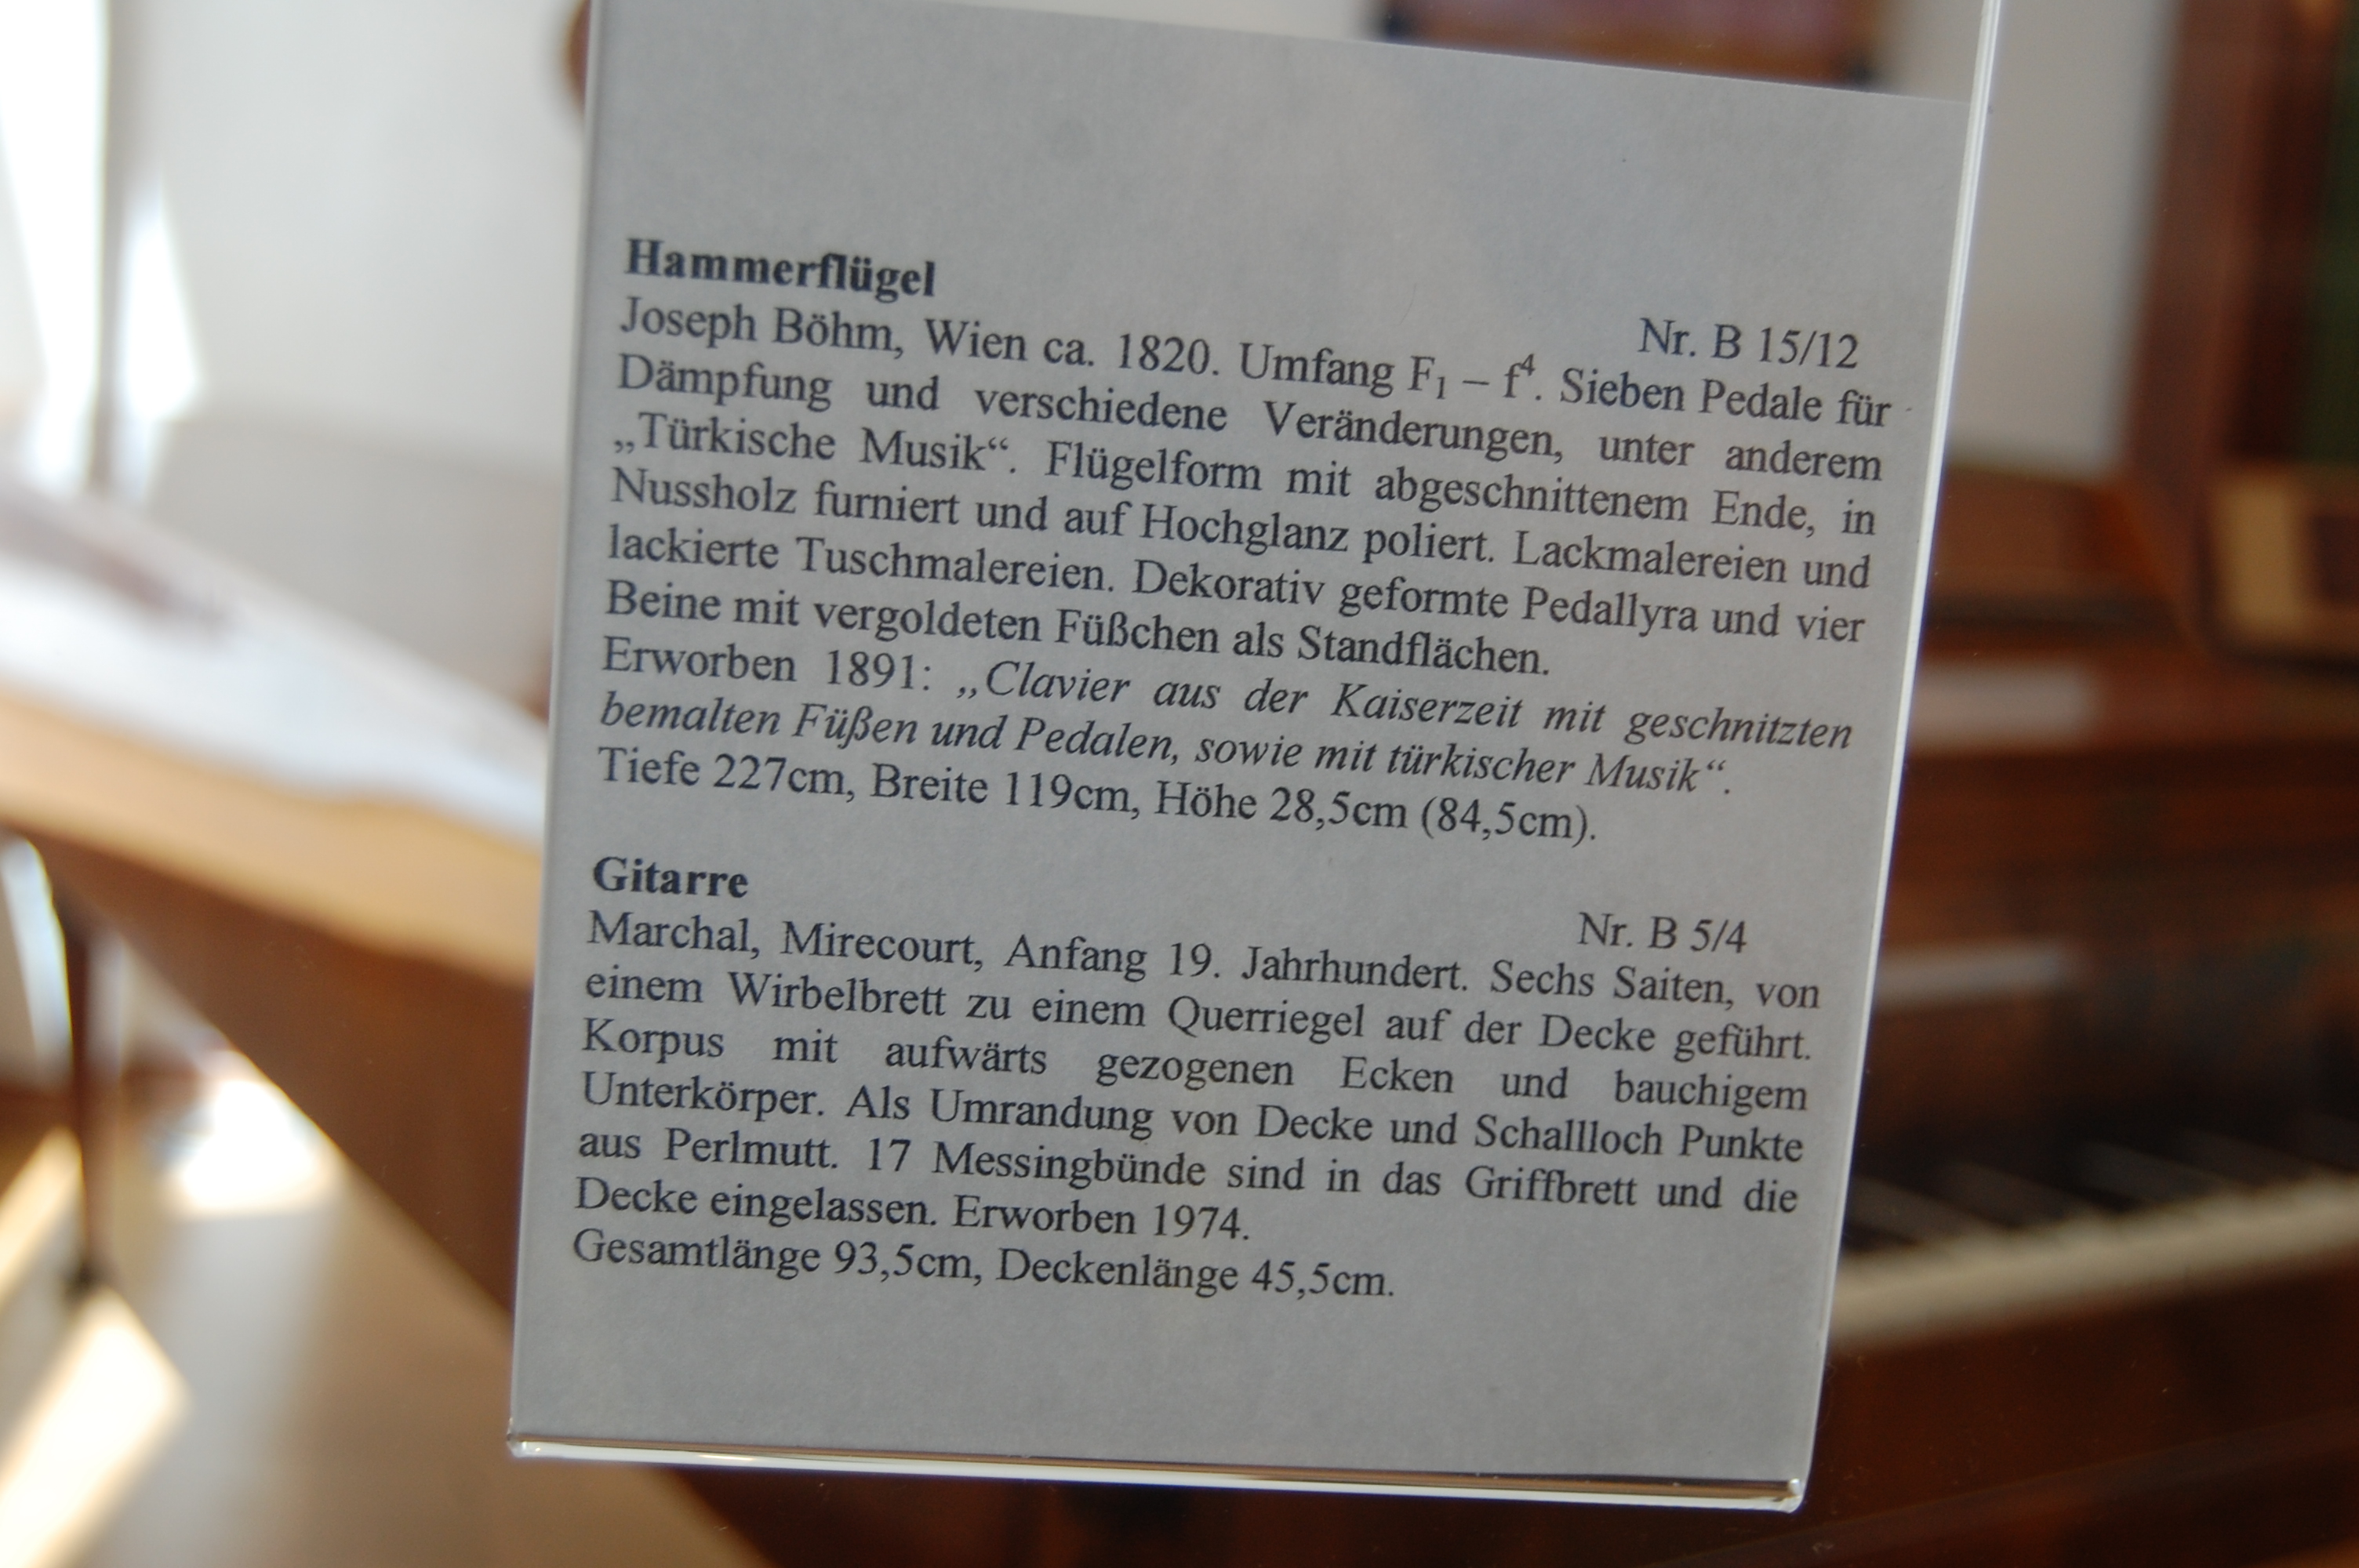 Hammerflügel
Nr. B 15/12
Joseph Böhm, Wien ca. 1820. Umfang F₁ – f⁴. Sieben Pedale für
Dämpfung und verschiedene Veränderungen, unter anderem
„Türkische Musik“. Flügelform mit abgeschnittenem Ende, in
Nussholz furniert und auf Hochglanz poliert. Lackmalereien und
lackierte Tuschmalereien. Dekorativ geformte Pedallyra und vier
Beine mit vergoldeten Füßchen als Standflächen.
Erworben 1891: „Clavier aus der Kaiserzeit mit geschnitzten
bemalten Füßen und Pedalen, sowie mit türkischer Musik“.
Tiefe 227cm, Breite 119cm, Höhe 28,5cm (84,5cm).
Gitarre
Nr. B 5/4
Marchal, Mirecourt, Anfang 19. Jahrhundert. Sechs Saiten, von
einem Wirbelbrett zu einem Querriegel auf der Decke geführt.
Korpus mit aufwärts gezogenen Ecken und bauchigem
Unterkörper. Als Umrandung von Decke und Schallloch Punkte
aus Perlmutt. 17 Messingbünde sind in das Griffbrett und die
Decke eingelassen. Erworben 1974.
Gesamtlänge 93,5cm, Deckenlänge 45,5cm.